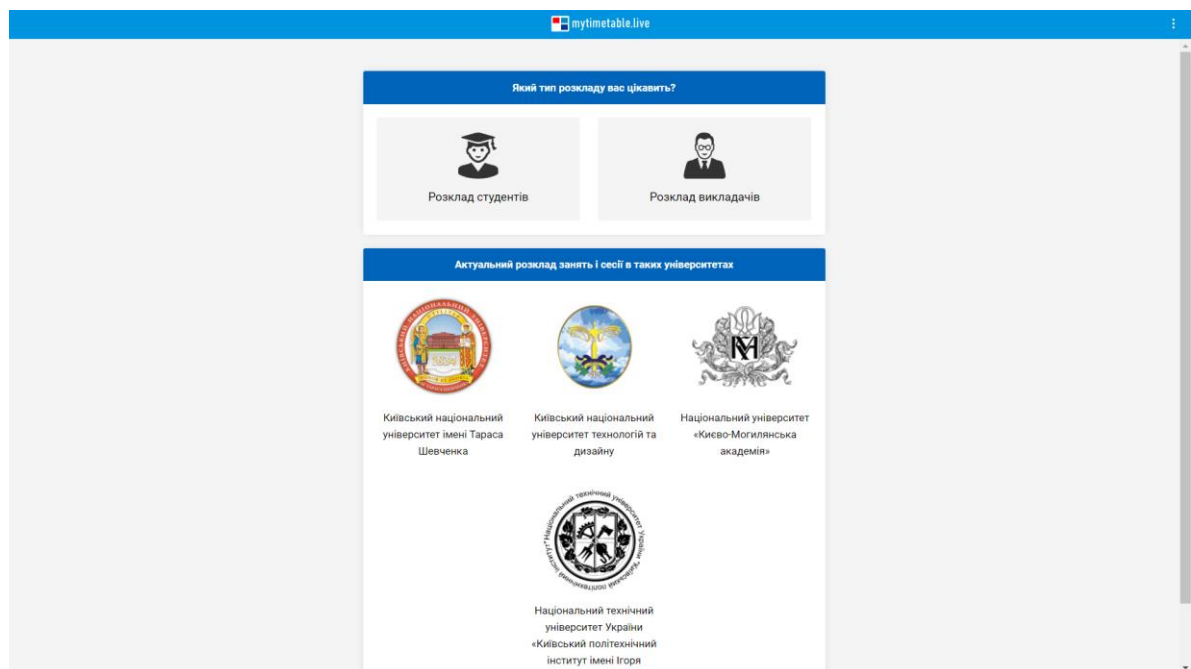 mytimetable.live
Який тип розкладу вас цікавить?
Розклад студентів
Розклад викладачів
Актуальний розклад занять і сесії в таких університетах
Київський національний
університет імені Тараса
Шевченка
Київський національний
університет технологій та
дизайну
Національний університет
«Києво-Могилянська
академія»
Національний технічний
університет України
«Київський політехнічний
інститут імені Ігоря